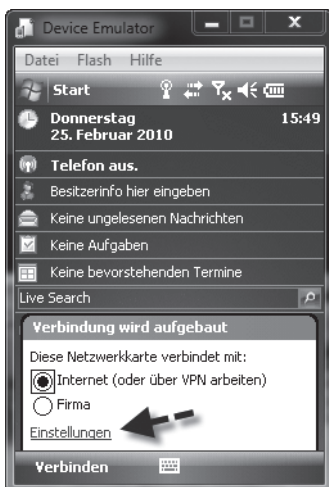 Device Emulator
Datei Flash Hilfe
Start
Donnerstag 15:49
25. Februar 2010
Telefon aus.
Besitzerinfo hier eingeben
Keine ungelesenen Nachrichten
Keine Aufgaben
Keine bevorstehenden Termine
Live Search
Verbindung wird aufgebaut
Diese Netzwerkkarte verbindet mit:
Internet (oder über VPN arbeiten)
Firma
Einstellungen
Verbinden